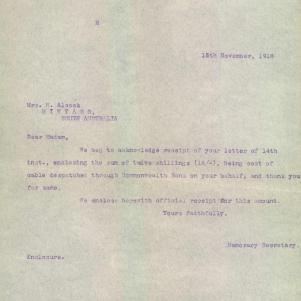 H
15th November, 1918
Mrs. H. Alcock
MINTARO,
SOUTH AUSTRALIA
Dear Madam,
We beg to acknowledge receipt of your letter of 14th
inst., enclosing the sum of twelve shillings (12/-), being cost of
cable despatched through Commonwealth Bank on your behalf, and thank you
for same.
We enclose herewith official receipt for this amount.
Yours faithfully,
Honorary Secretary.
Enclosure.